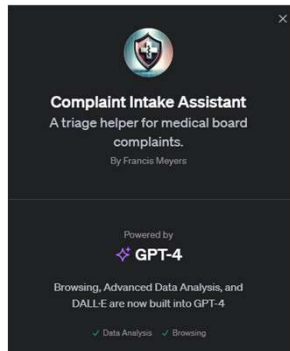 Complaint Intake Assistant
A triage helper for medical board
complaints.
By Francis Meyers
Powered by
GPT-4
Browsing, Advanced Data Analysis, and
DALL·E are now built into GPT-4
✓ Data Analysis ✓ Browsing